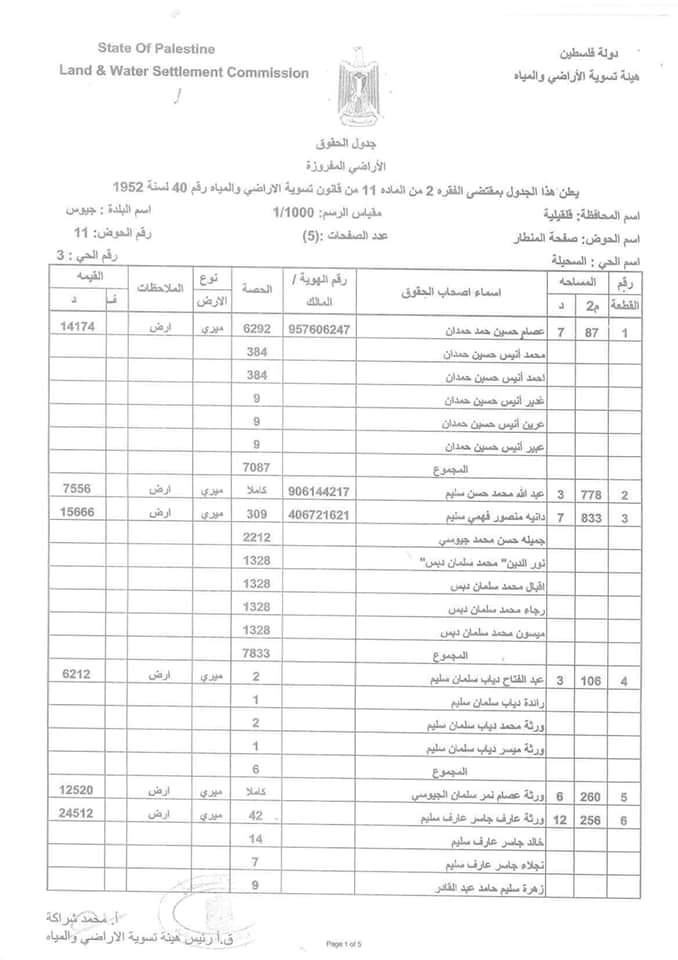 State Of Palestine
Land & Water Settlement Commission
دولة فلسطين
هيئة تسوية الأراضي والمياه
جدول الحقوق
الأراضي المفروزة
يعلن هذا الجدول بمقتضى الفقره 2 من الماده 11 من قانون تسوية الاراضي والمياه رقم 40 لسنة 1952
اسم المحافظة: قلقيلية مقياس الرسم: 1/1000 اسم البلدة : جيوس
اسم الحوض: صفحة المنطار عدد الصفحات :(5) رقم الحوض: 11
اسم الحي : السحيلة رقم الحي : 3
رقم القطعة المساحه م2 د اسماء اصحاب الحقوق رقم الهوية / المالك الحصة نوع الارض الملاحظات القيمه ف د
1 87 7 عصام حسين حمد حمدان 957606247 6292 ميري ارض 14174
محمد أنيس حسين حمدان 384
احمد أنيس حسين حمدان 384
غدير أنيس حسين حمدان 9
عرين أنيس حسين حمدان 9
عبير أنيس حسين حمدان 9
المجموع 7087
2 778 3 عبد الله محمد حسن سليم 906144217 كاملا ميري ارض 7556
3 833 7 دانيه منصور فهمي سليم 406721621 309 ميري ارض 15666
جميله حسن محمد جيوسي 2212
نور الدين" محمد سلمان دبس" 1328
اقبال محمد سلمان دبس 1328
رجاء محمد سلمان دبس 1328
ميسون محمد سلمان دبس 1328
المجموع 7833
4 106 3 عبد الفتاح دياب سلمان سليم 2 ميري ارض 6212
رائدة دياب سلمان سليم 1
ورثة محمد دياب سلمان سليم 2
ورثة ميسر دياب سلمان سليم 1
المجموع 6
5 260 6 ورثة عصام نمر سلمان الجيوسي كاملا ميري ارض 12520
6 256 12 ورثة عارف جاسر عارف سليم 42 ميري ارض 24512
خالد جاسر عارف سليم 14
نجلاء جاسر عارف سليم 7
زهرة سليم حامد عبد القادر 9
أ. محمد شراكة
ق.أ رئيس هيئة تسوية الاراضي والمياه
Page 1 of 5